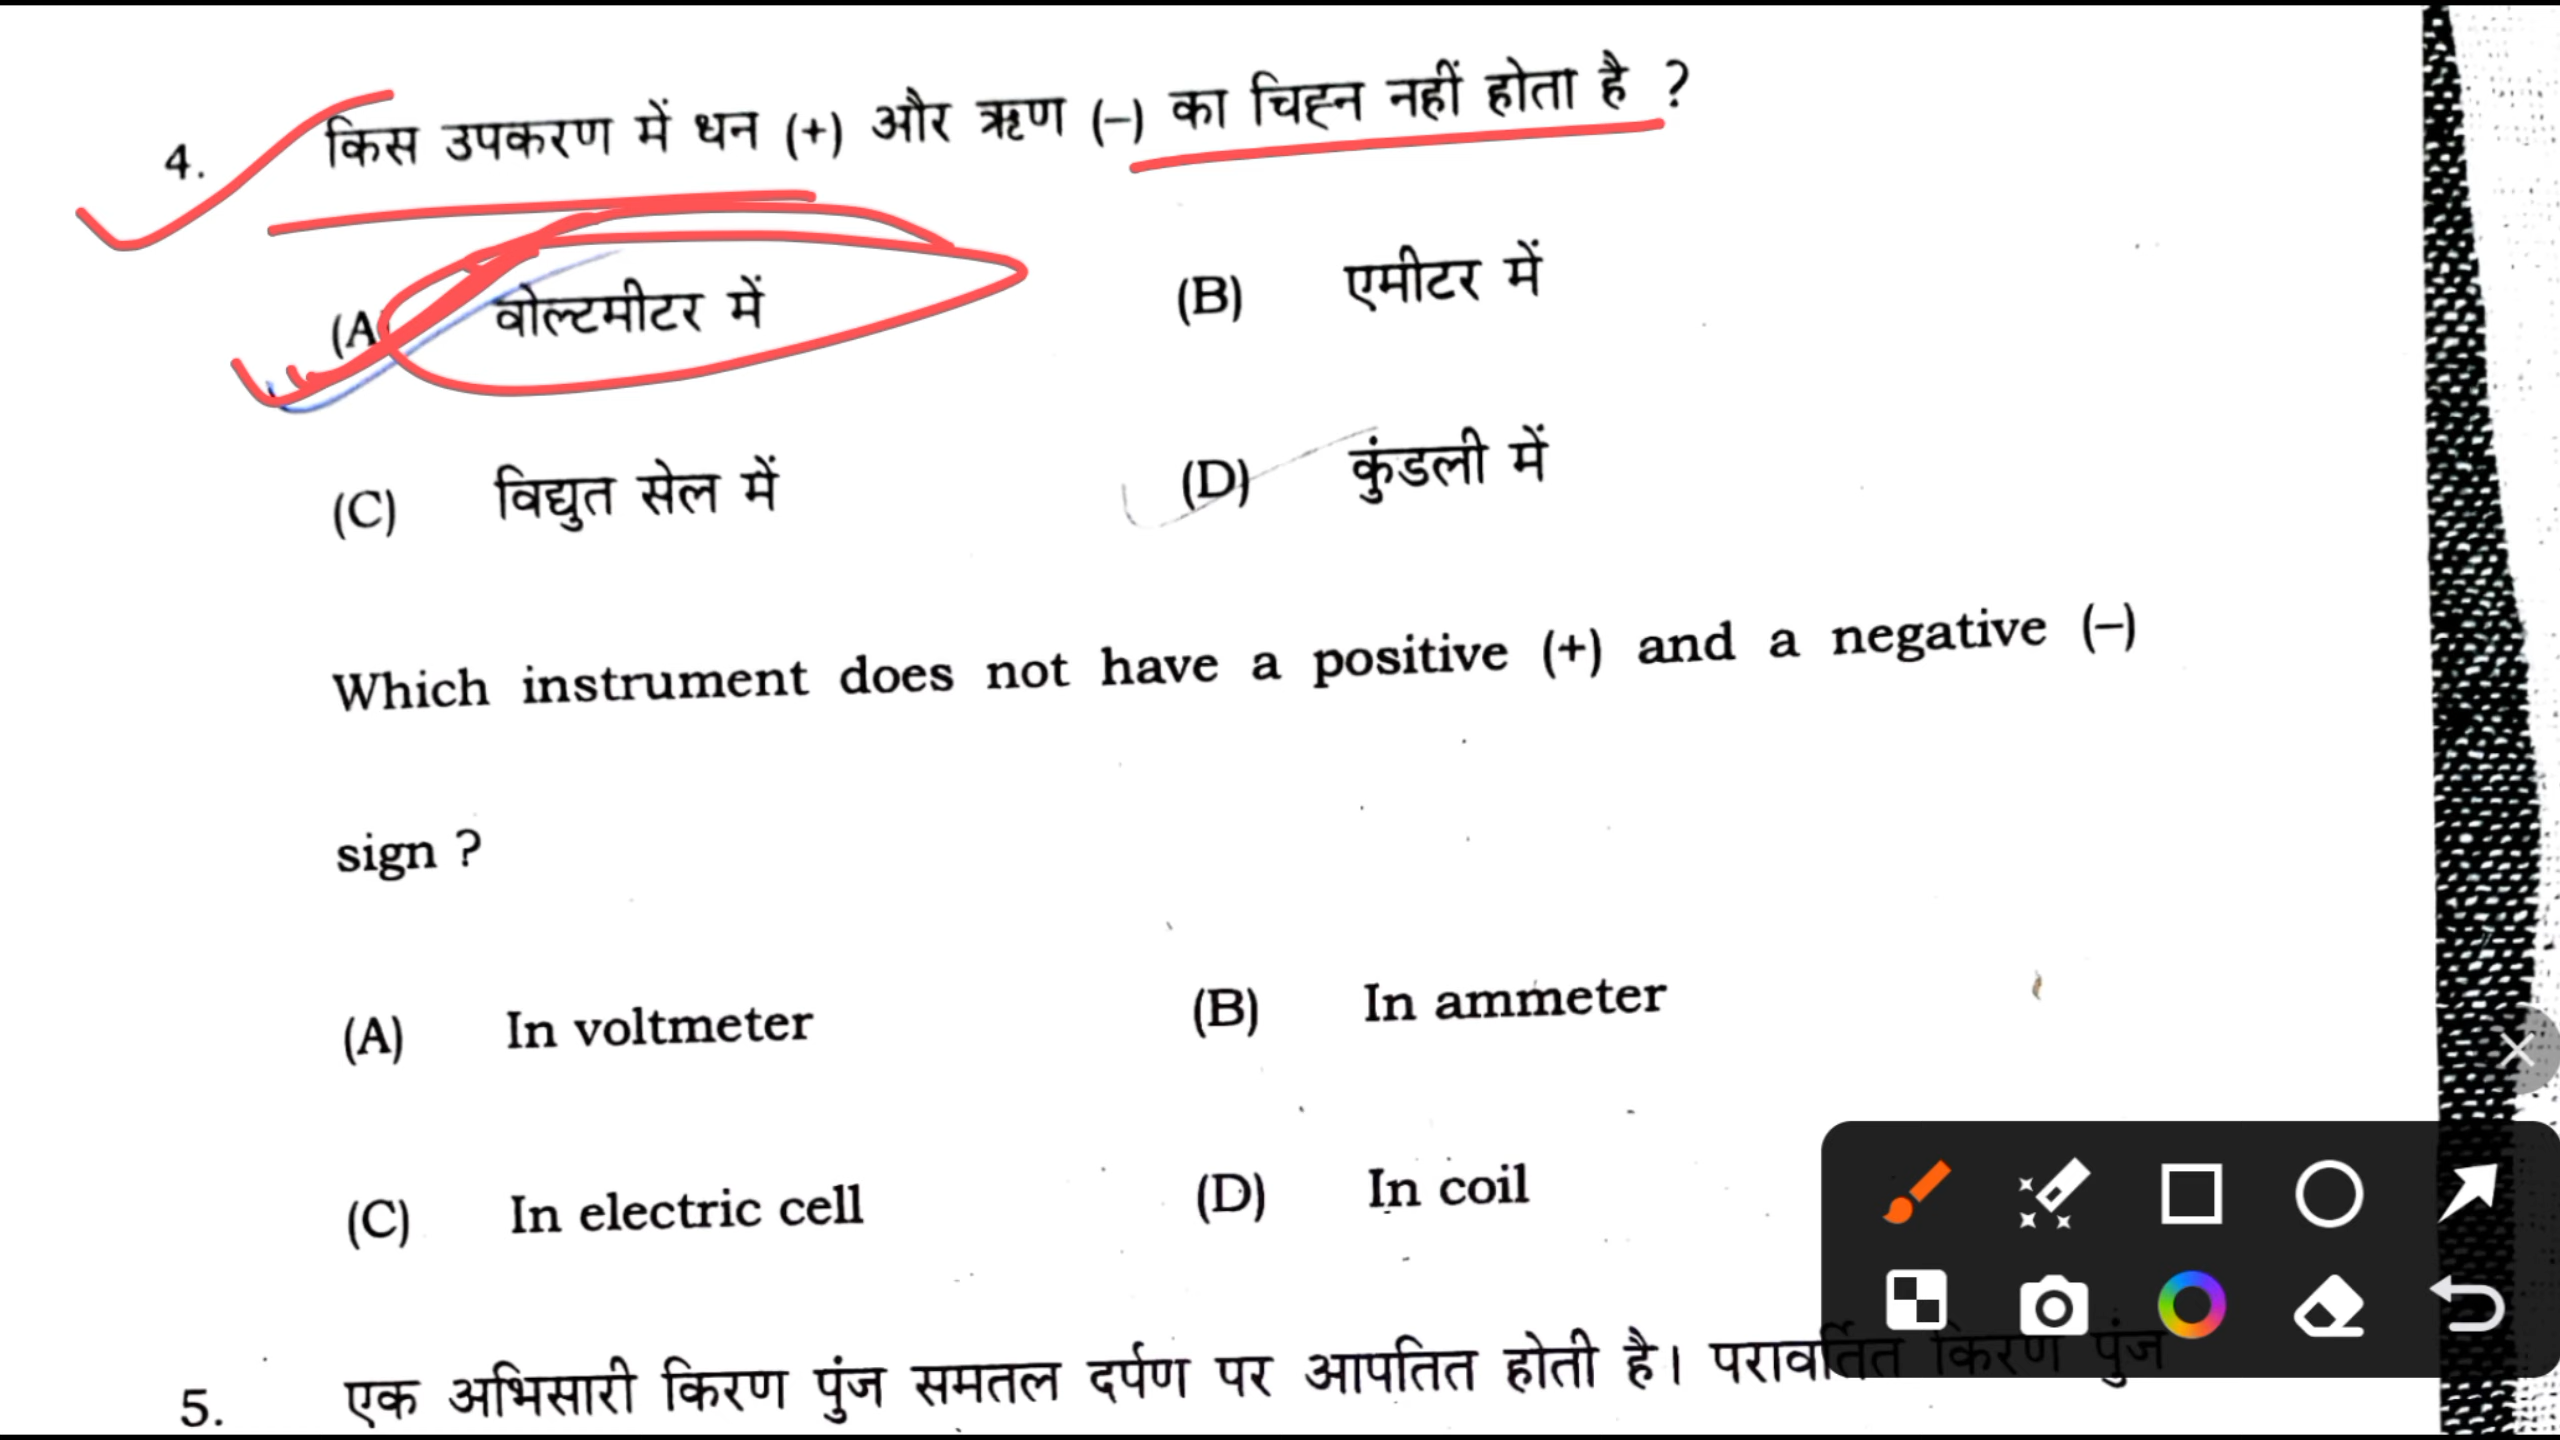 4. किस उपकरण में धन (+) और ऋण (–) का चिह्न नहीं होता है ?
(A) वोल्टमीटर में (B) एमीटर में
(C) विद्युत सेल में (D) कुंडली में
Which instrument does not have a positive (+) and a negative (–)
sign ?
(A) In voltmeter (B) In ammeter
(C) In electric cell (D) In coil
5. एक अभिसारी किरण पुंज समतल दर्पण पर आपतित होती है। परावर्तित किरण पुंज